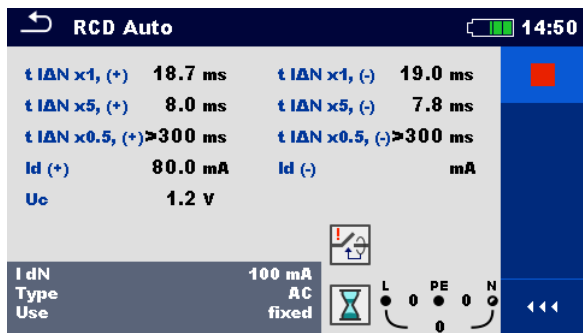 RCD Auto 14:50
t IΔN x1, (+) 18.7 ms t IΔN x1, (-) 19.0 ms
t IΔN x5, (+) 8.0 ms t IΔN x5, (-) 7.8 ms
t IΔN x0.5, (+) >300 ms t IΔN x0.5, (-) >300 ms
Id (+) 80.0 mA Id (-) mA
Uc 1.2 V
I dN 100 mA
Type AC
Use fixed
L PE N
0 0
0